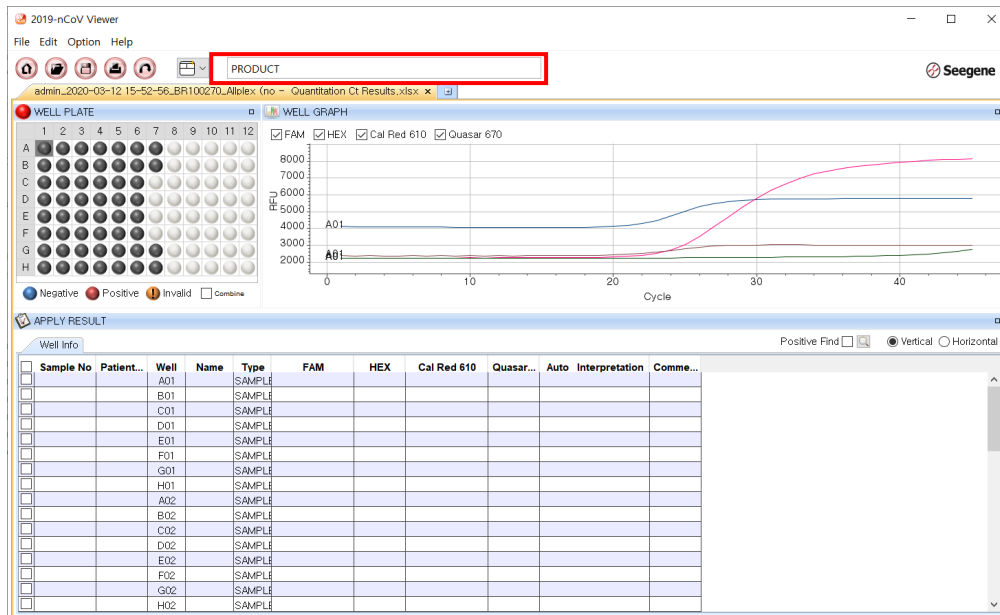 2019-nCoV Viewer
File Edit Option Help
PRODUCT
Seegene
admin_2020-03-12 15-52-56_BR100270_Allplex (no - Quantitation Ct Results.xlsx
WELL PLATE
WELL GRAPH
1 2 3 4 5 6 7 8 9 10 11 12
A
B
C
D
E
F
G
H
Negative Positive Invalid Combine
FAM HEX Cal Red 610 Quasar 670
8000
7000
6000
5000
4000
3000
2000
RFU
A01
A01
0 10 20 30 40
Cycle
APPLY RESULT
Well Info
Positive Find Vertical Horizontal
Sample No Patient... Well Name Type FAM HEX Cal Red 610 Quasar... Auto Interpretation Comme...
A01 SAMPLE
B01 SAMPLE
C01 SAMPLE
D01 SAMPLE
E01 SAMPLE
F01 SAMPLE
G01 SAMPLE
H01 SAMPLE
A02 SAMPLE
B02 SAMPLE
C02 SAMPLE
D02 SAMPLE
E02 SAMPLE
F02 SAMPLE
G02 SAMPLE
H02 SAMPLE